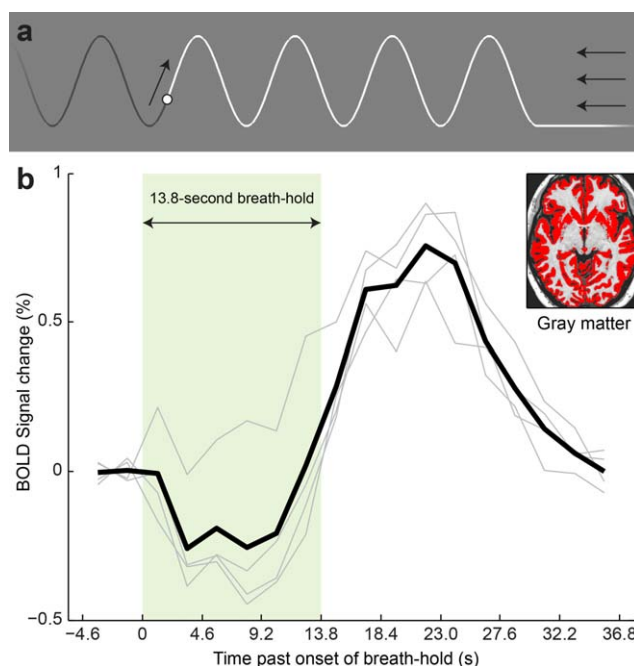 a
b
1
13.8-second breath-hold
Gray matter
0.5
BOLD Signal change (%)
0
−0.5
−4.6 0 4.6 9.2 13.8 18.4 23.0 27.6 36.8
Time past onset of breath-hold (s)